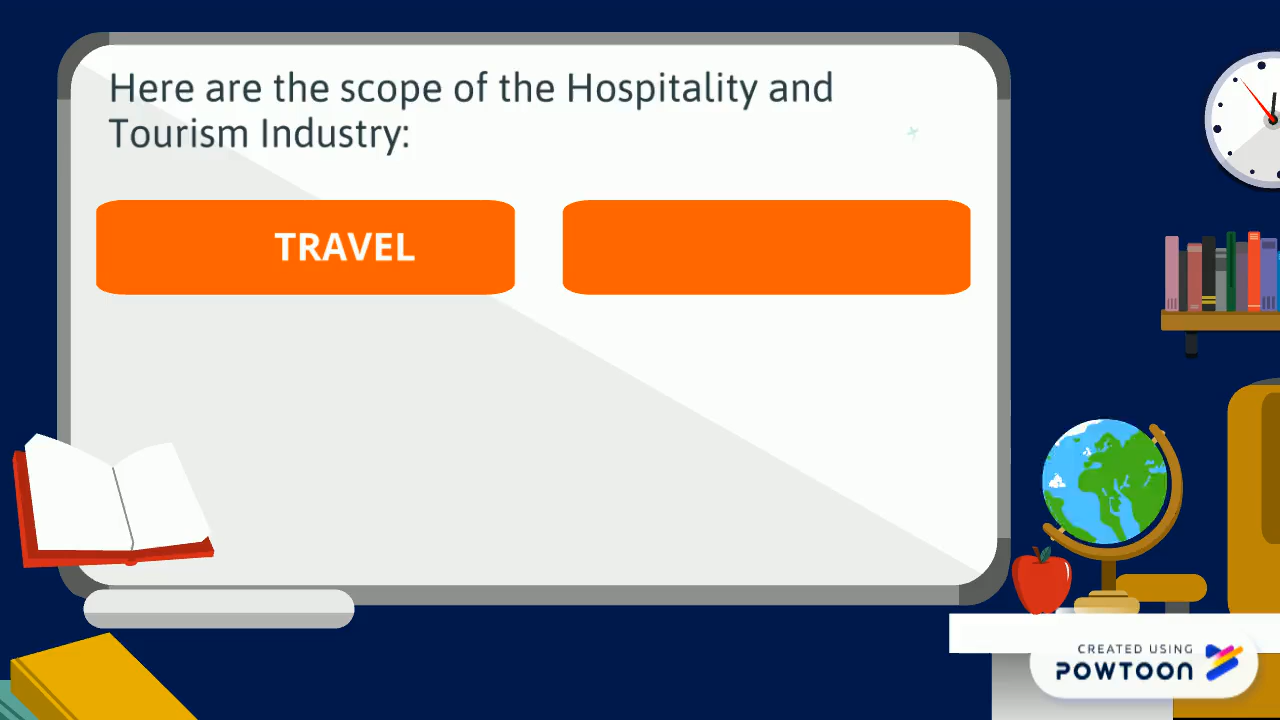 Here are the scope of the Hospitality and
Tourism Industry:
TRAVEL
CREATED USING
POWTOON